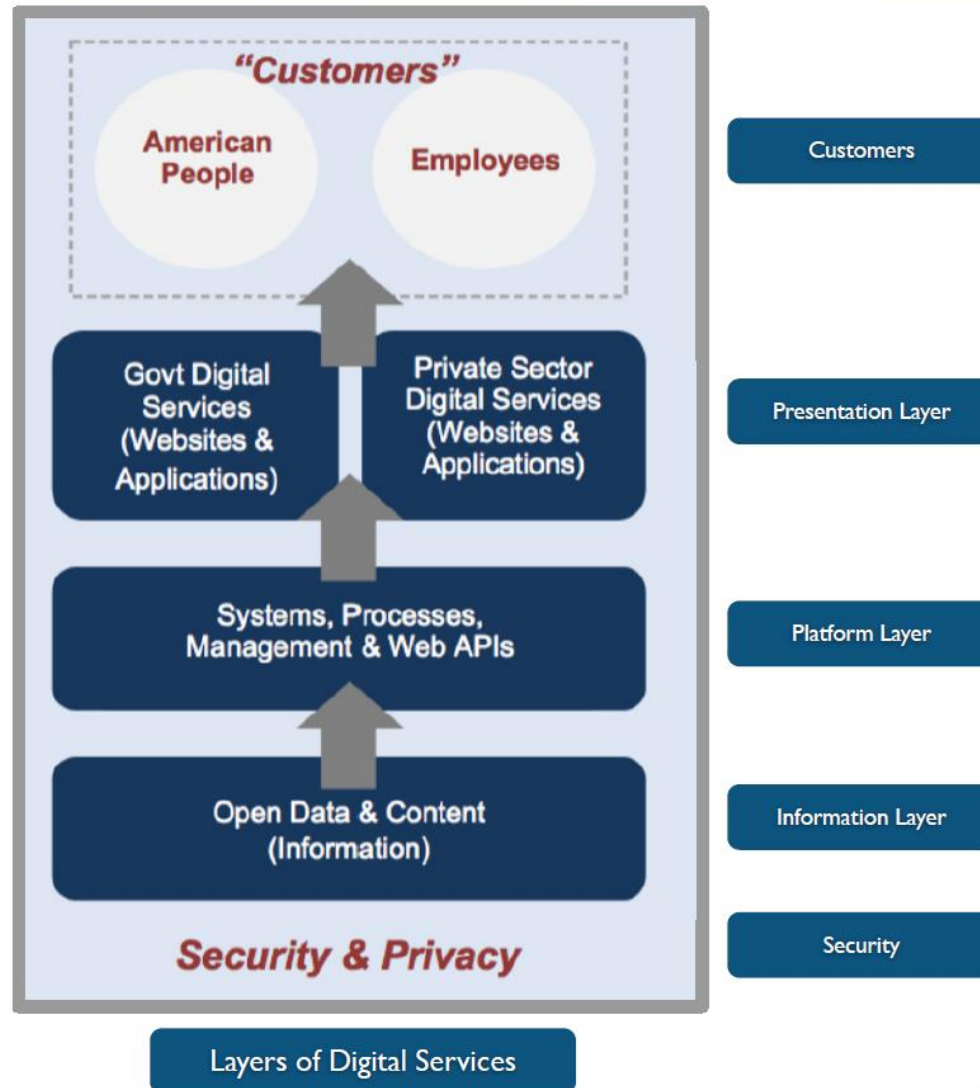 “Customers”
American
People
Employees
Customers
Govt Digital
Services
(Websites &
Applications)
Private Sector
Digital Services
(Websites &
Applications)
Presentation Layer
Systems, Processes,
Management & Web APIs
Platform Layer
Open Data & Content
(Information)
Information Layer
Security & Privacy
Security
Layers of Digital Services